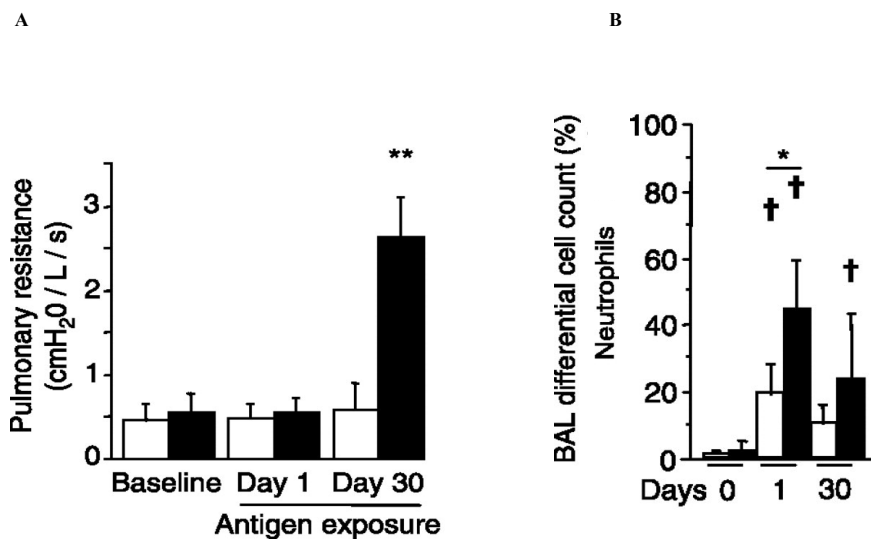 A
B
Pulmonary resistance
(cmH₂0 / L / s)
3
2
1
0
**
Baseline
Day 1
Day 30
Antigen exposure
BAL differential cell count (%)
Neutrophils
100
80
60
40
20
0
*
†
†
†
Days 0 1 30